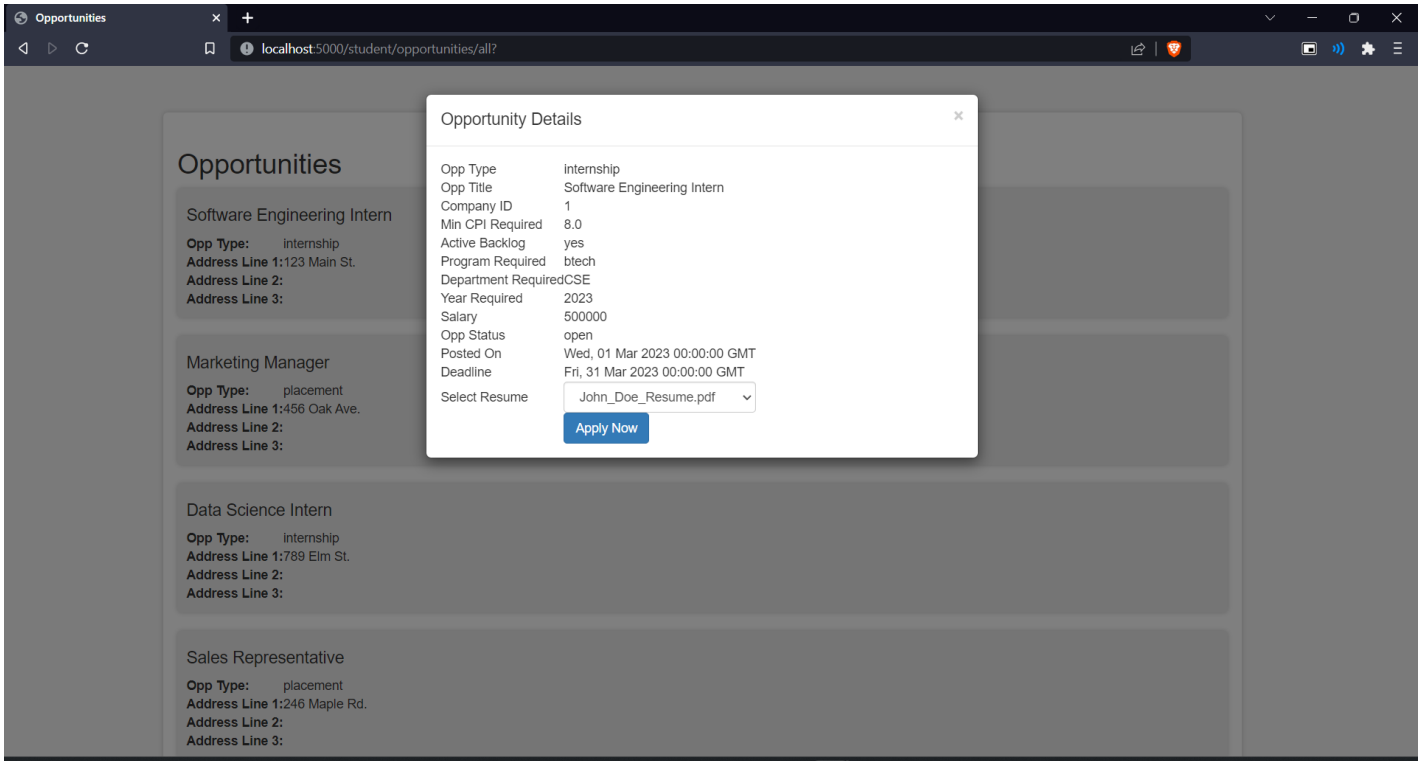 Opportunities
localhost:5000/student/opportunities/all?
Opportunity Details ×
Opp Type internship
Opp Title Software Engineering Intern
Company ID 1
Min CPI Required 8.0
Active Backlog yes
Program Required btech
Department RequiredCSE
Year Required 2023
Salary 500000
Opp Status open
Posted On Wed, 01 Mar 2023 00:00:00 GMT
Deadline Fri, 31 Mar 2023 00:00:00 GMT
Select Resume John_Doe_Resume.pdf
Apply Now
Opportunities
Software Engineering Intern
Opp Type: internship
Address Line 1:123 Main St.
Address Line 2:
Address Line 3:
Marketing Manager
Opp Type: placement
Address Line 1:456 Oak Ave.
Address Line 2:
Address Line 3:
Data Science Intern
Opp Type: internship
Address Line 1:789 Elm St.
Address Line 2:
Address Line 3:
Sales Representative
Opp Type: placement
Address Line 1:246 Maple Rd.
Address Line 2:
Address Line 3: